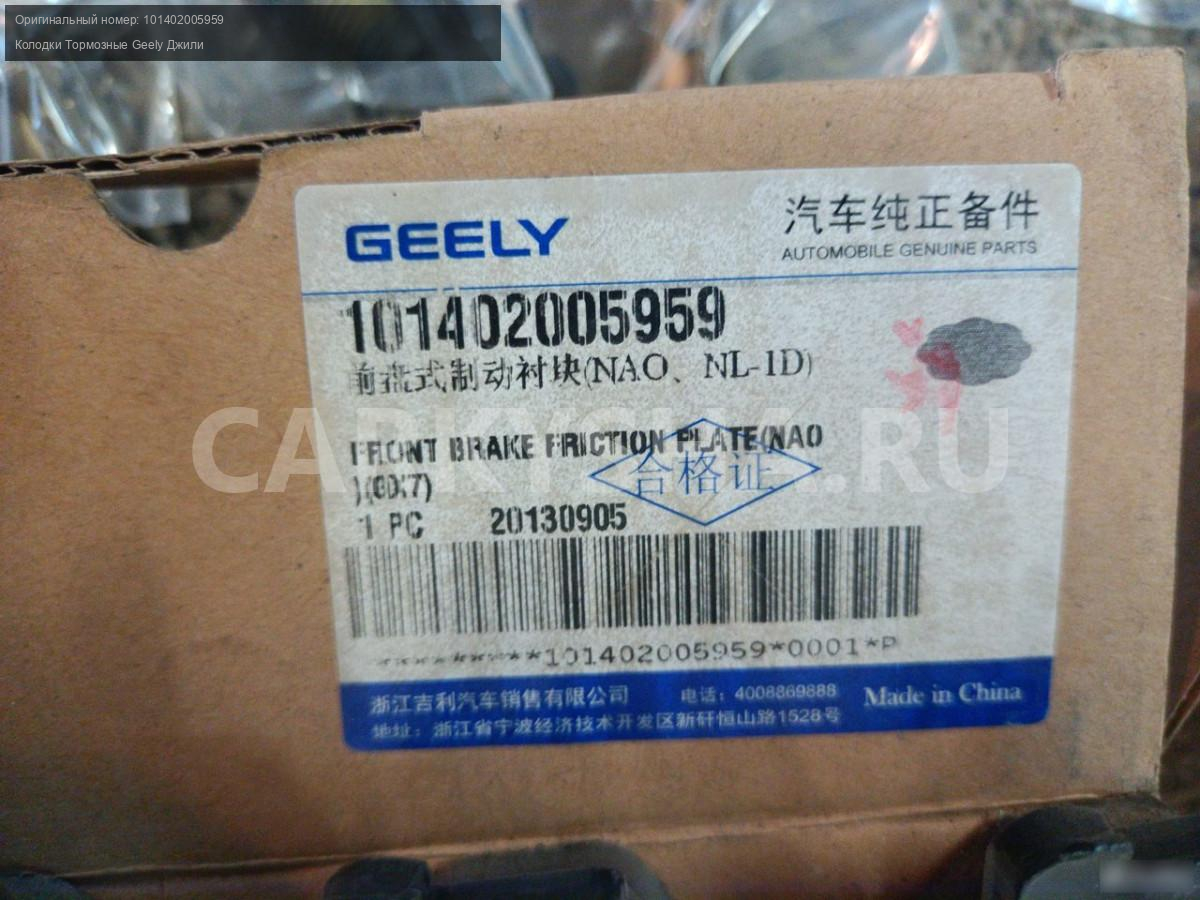 Оригинальный номер: 101402005959
Колодки Тормозные Geely Джили
GEELY
汽车纯正备件
AUTOMOBILE GENUINE PARTS
101402005959
前盘式制动衬块(NAO、NL-1D)
CARKYSHA.RU
FRONT BRAKE FRICTION PLATE(NAO
合格证
)(GX7)
1 PC 20130905
*********101402005959*0001*P
浙江吉利汽车销售有限公司 电话: 4008869888 Made in China
地址: 浙江省宁波经济技术开发区新矸恒山路1528号